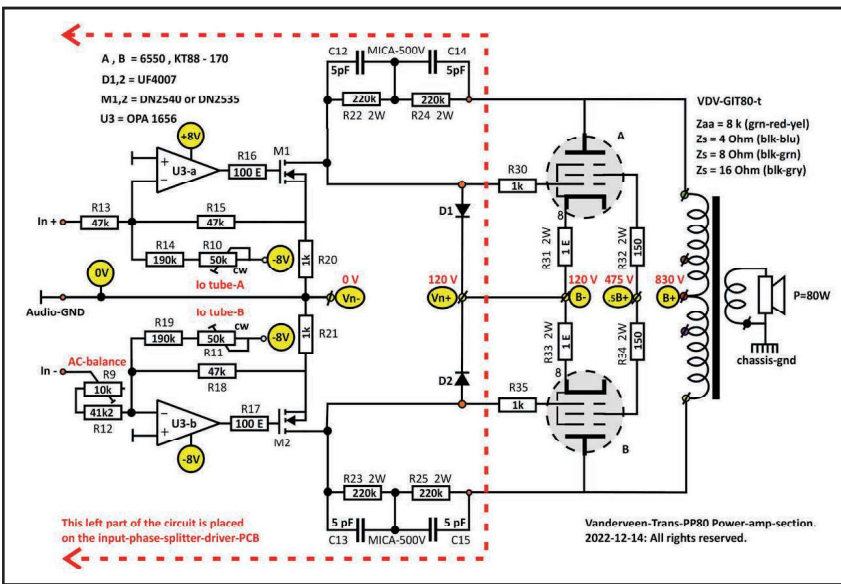 A , B = 6550 , KT88 - 170
D1,2 = UF4007
M1,2 = DN2540 or DN2535
U3 = OPA 1656
C12 MICA-500V C14
5pF 5pF
220k 220k
R22 2W R24 2W
VDV-GIT80-t
Zaa = 8 k (grn-red-yel)
Zs = 4 Ohm (blk-blu)
Zs = 8 Ohm (blk-grn)
Zs = 16 Ohm (blk-gry)
+8V
R16
M1
U3-a
100 E
A
R30
1k
In +
R13
47k
R15
47k
D1
8
R14
190k
R10
50k
cw
-8V
R20
1k
R31 2W
1 E
R32 2W
150
0V
Io tube-A
0 V
Vn-
120 V
Vn+
120 V
B-
475 V
.5B+
830 V
B+
P=80W
Audio-GND
Io tube-B
chassis-gnd
R19
190k
cw
50k
R11
-8V
1k
R21
R33 2W
1 E
R34 2W
150
AC-balance
In -
R9
10k
47k
R18
D2
8
41k2
R12
R35
1k
U3-b
R17
100 E
M2
-8V
B
R23 2W R25 2W
220k 220k
5 pF 5 pF
C13 MICA-500V C15
This left part of the circuit is placed
on the input-phase-splitter-driver-PCB
Vanderveen-Trans-PP80 Power-amp-section.
2022-12-14: All rights reserved.